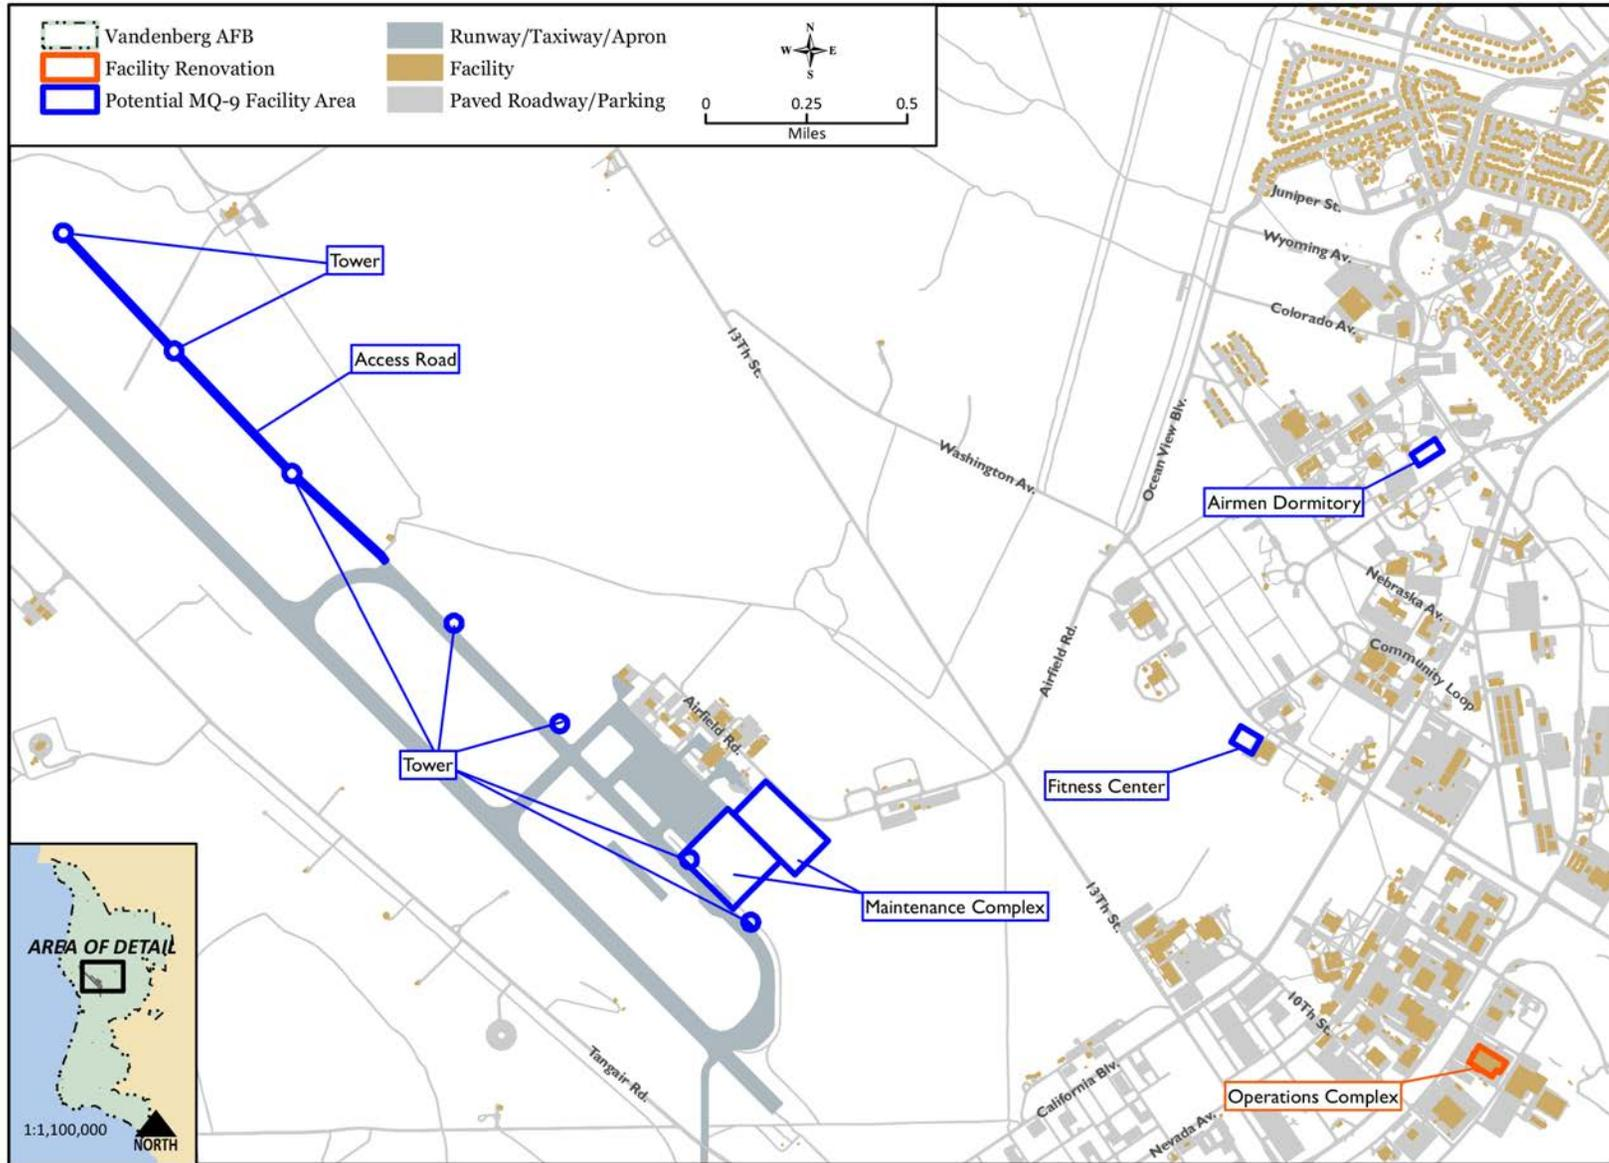 Vandenberg AFB
Facility Renovation
Potential MQ-9 Facility Area
Runway/Taxiway/Apron
Facility
Paved Roadway/Parking
N
W E
S
0 0.25 0.5
Miles
Juniper St.
Wyoming Av.
Colorado Av.
Tower
Access Road
13Th St.
Washington Av.
Ocean View Blv.
Airmen Dormitory
Nebraska Av.
Community Loop
Airfield Rd.
Airfield Rd.
Tower
Fitness Center
Maintenance Complex
13Th St.
10Th St.
Tangair Rd.
California Blv.
Nevada Av.
Operations Complex
AREA OF DETAIL
1:1,100,000
NORTH